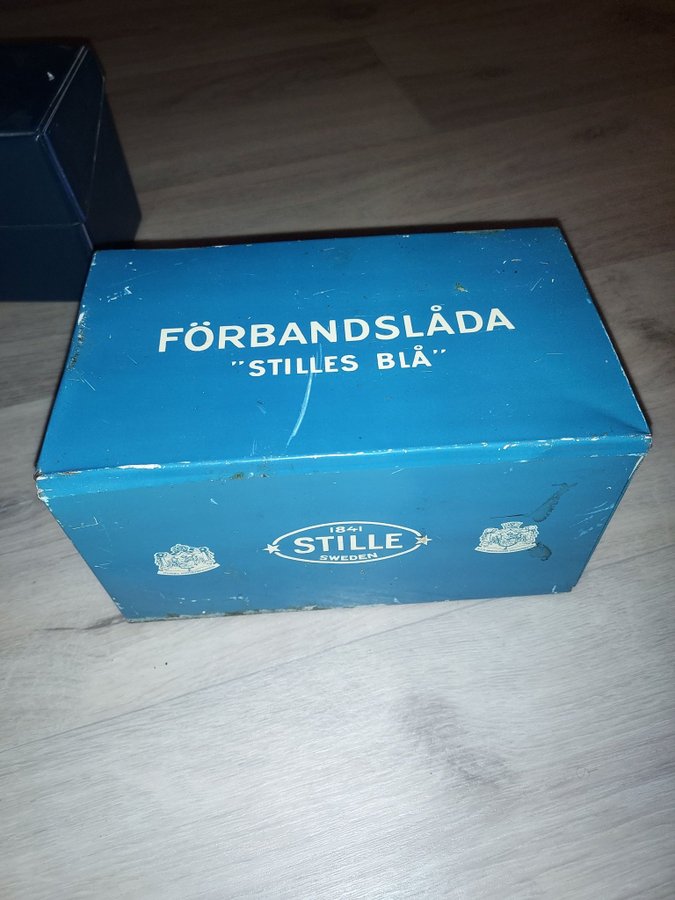 FÖRBANDSLÅDA
"STILLES BLÅ"
1841
STILLE
SWEDEN